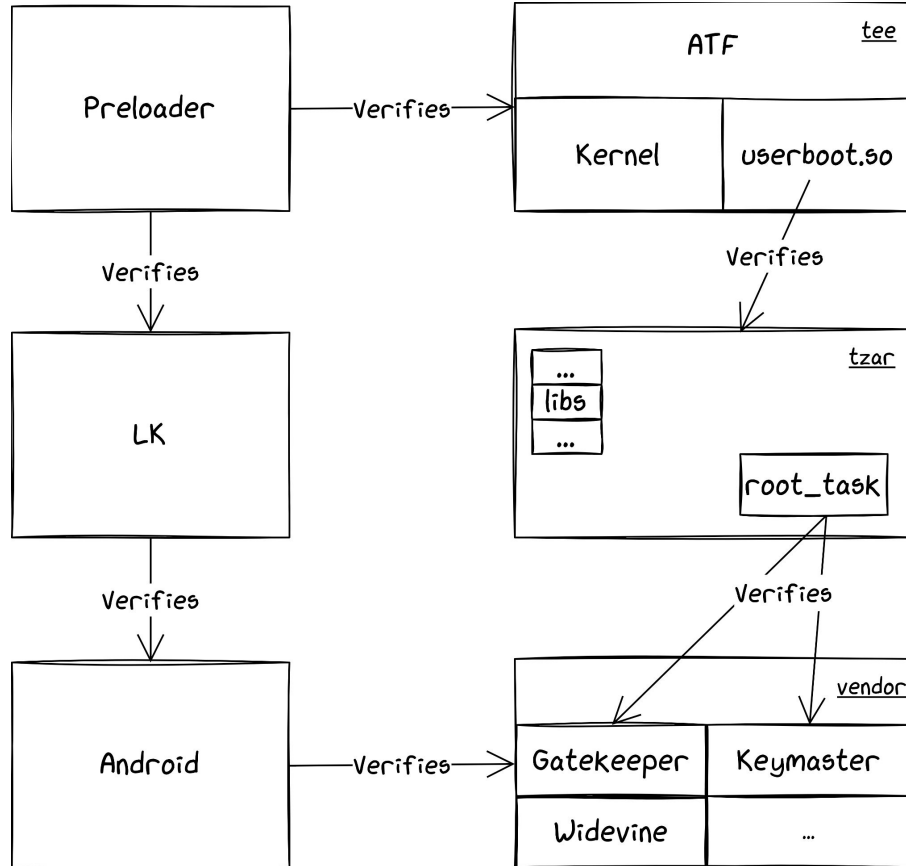 Preloader
Verifies
ATF
tee
Kernel
userboot.so
Verifies
Verifies
LK
tzar
...
libs
...
root_task
Verifies
Verifies
Android
Verifies
vendor
Gatekeeper
Keymaster
Widevine
...